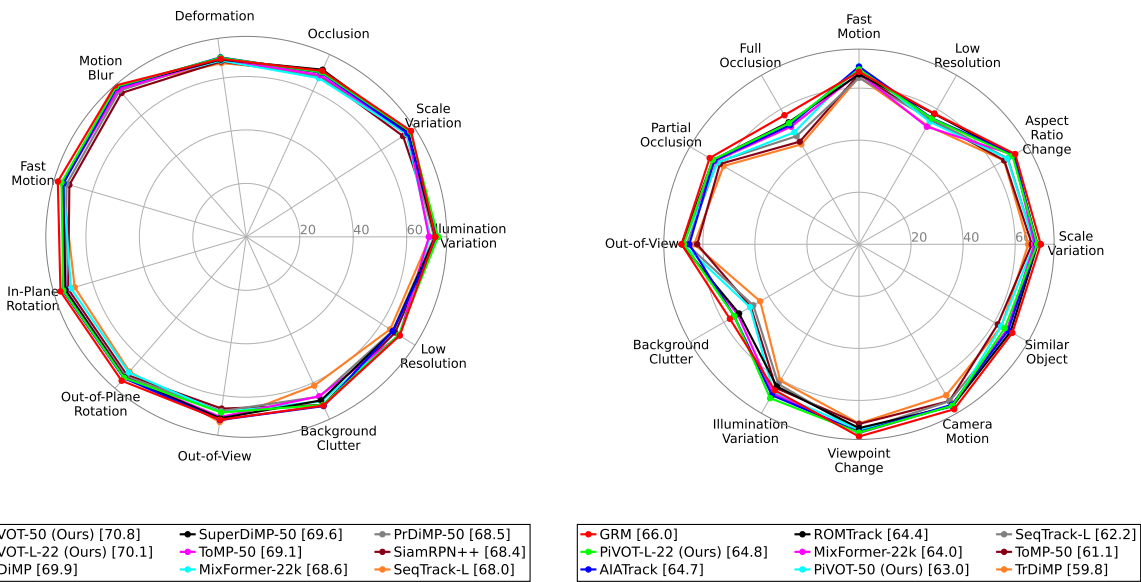 Deformation
Occlusion
Motion
Blur
Scale
Variation
Fast
Motion
20
40
60
Illumination
Variation
In-Plane
Rotation
Low
Resolution
Out-of-Plane
Rotation
Background
Clutter
Out-of-View
VOT-50 (Ours) [70.8]
SuperDiMP-50 [69.6]
PrDiMP-50 [68.5]
VOT-L-22 (Ours) [70.1]
ToMP-50 [69.1]
SiamRPN++ [68.4]
DiMP [69.9]
MixFormer-22k [68.6]
SeqTrack-L [68.0]
Fast
Motion
Full
Occlusion
Low
Resolution
Partial
Occlusion
Aspect
Ratio
Change
Out-of-View
20
40
60
Scale
Variation
Background
Clutter
Similar
Object
Illumination
Variation
Camera
Motion
Viewpoint
Change
GRM [66.0]
ROMTrack [64.4]
SeqTrack-L [62.2]
PiVOT-L-22 (Ours) [64.8]
MixFormer-22k [64.0]
ToMP-50 [61.1]
AIATrack [64.7]
PiVOT-50 (Ours) [63.0]
TrDiMP [59.8]